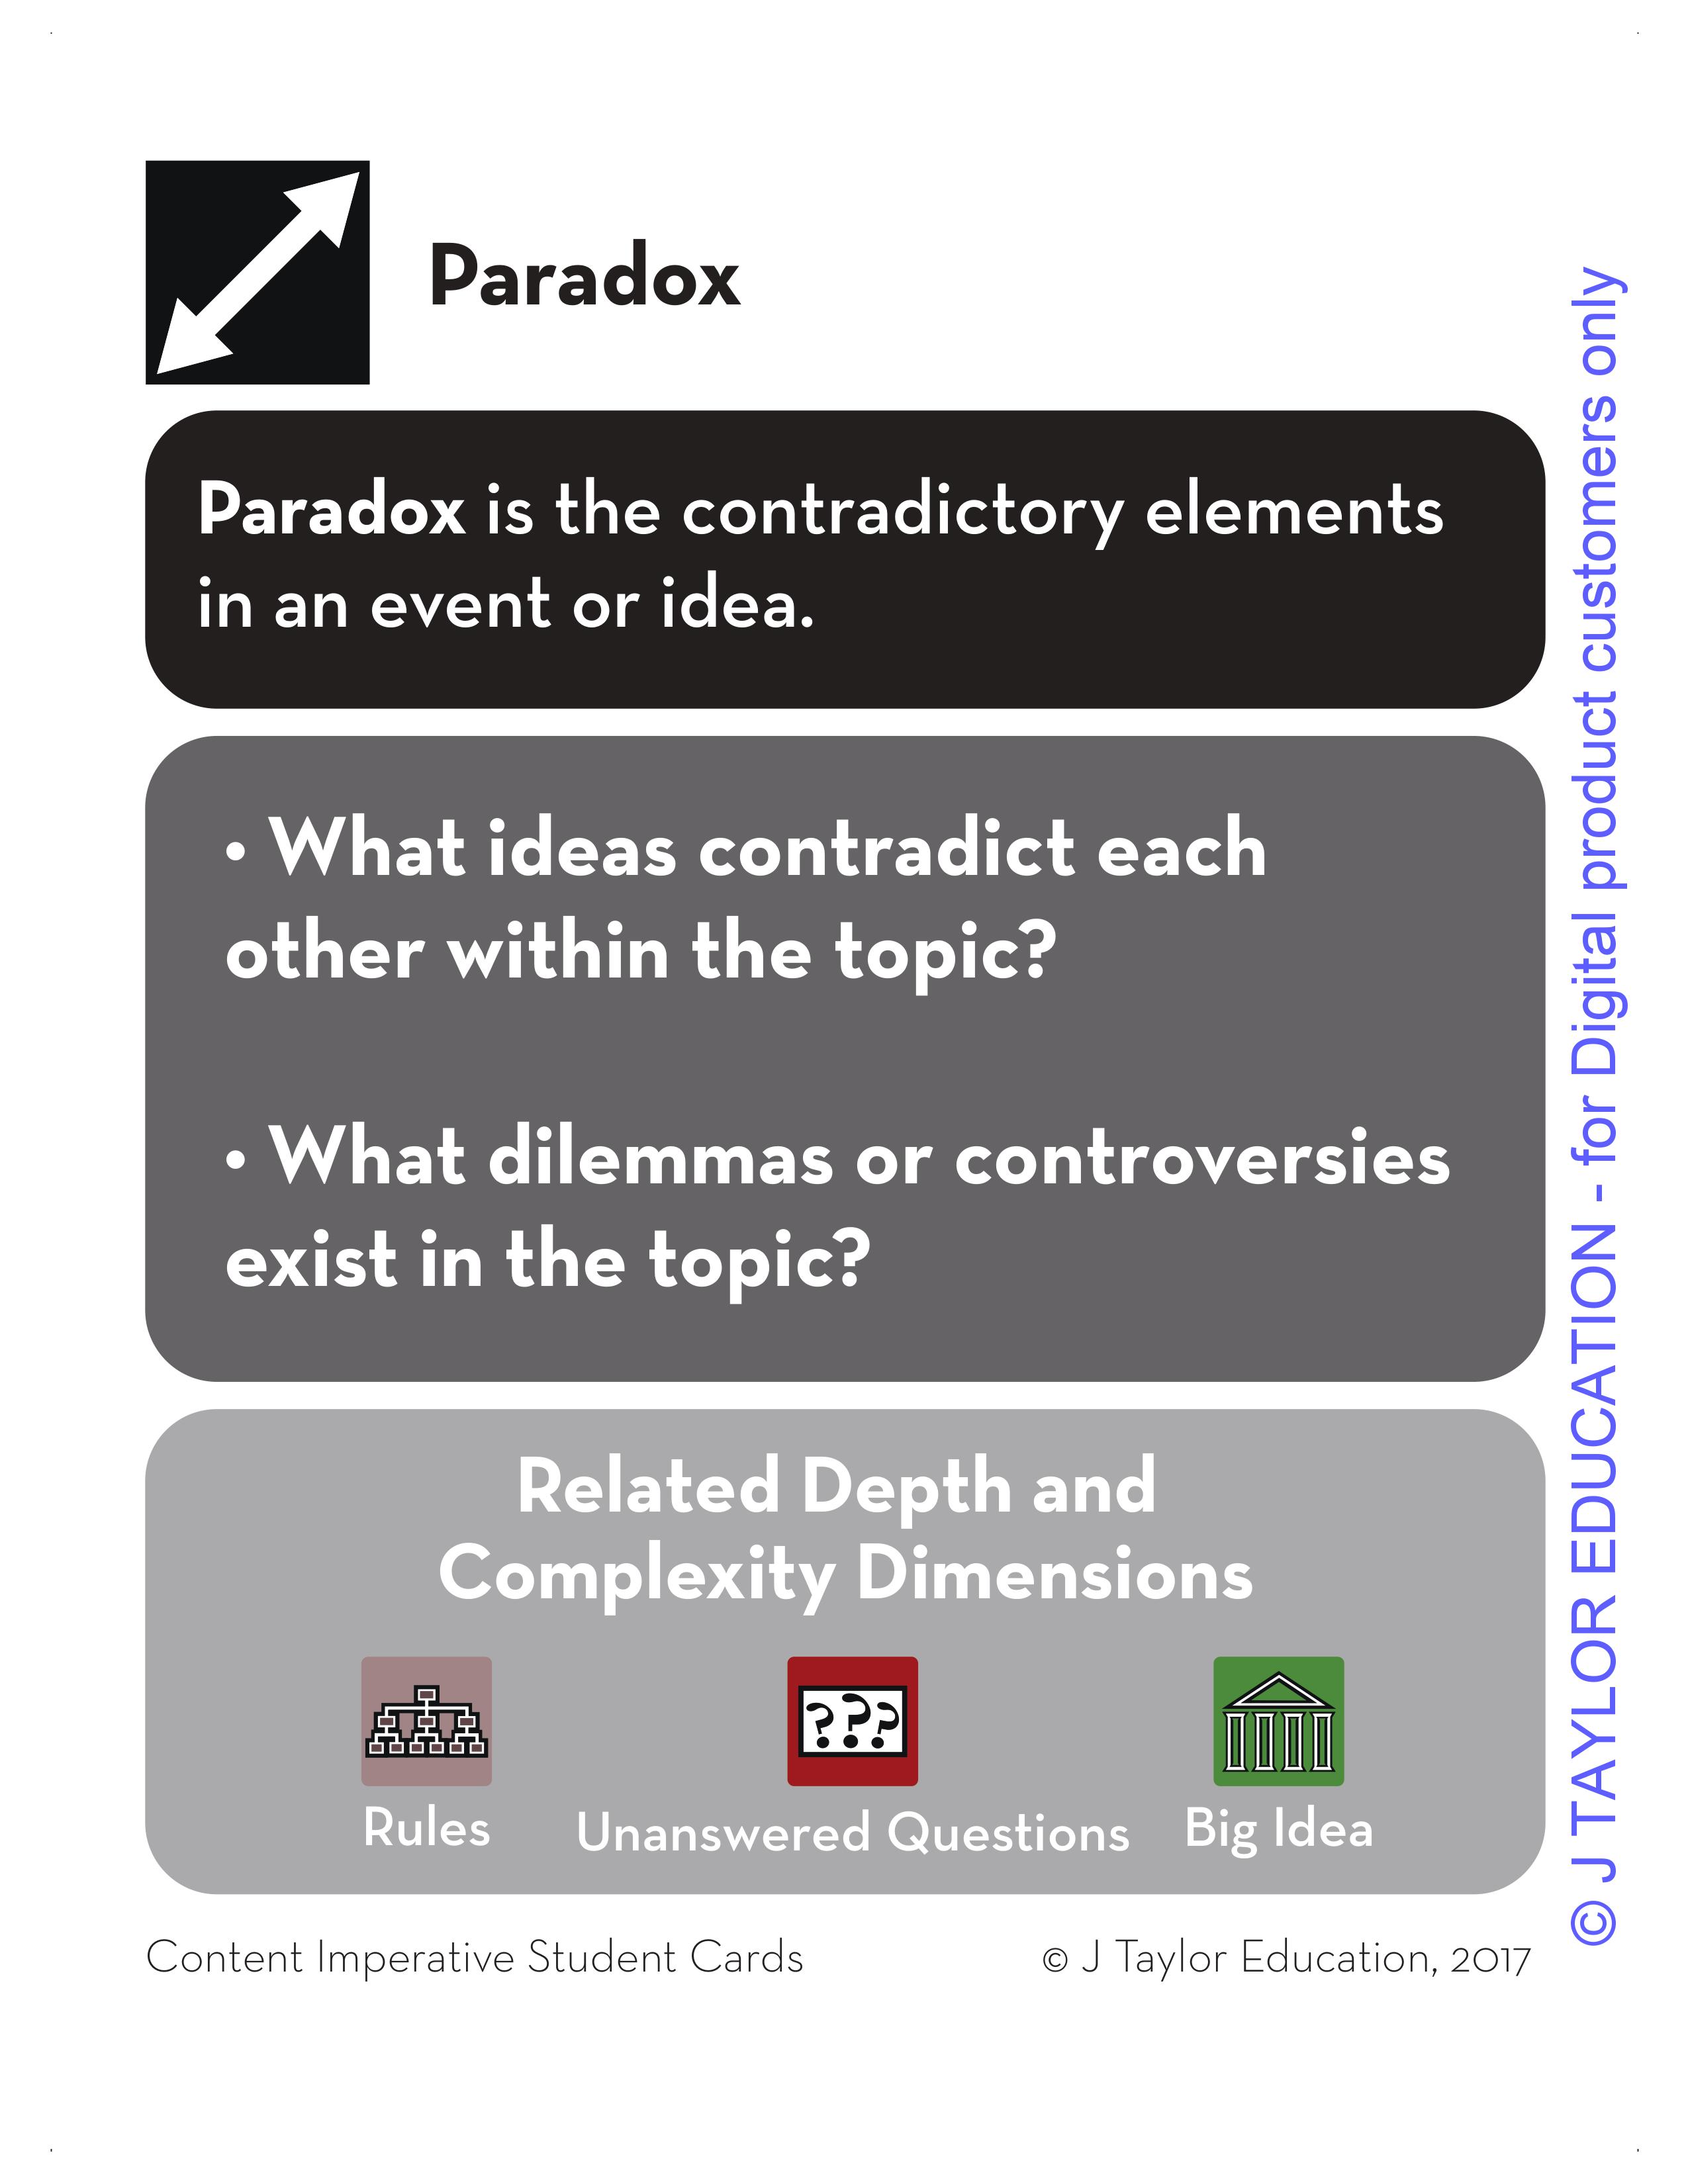 Paradox
Paradox is the contradictory elements
in an event or idea.
• What ideas contradict each
other within the topic?
• What dilemmas or controversies
exist in the topic?
Related Depth and
Complexity Dimensions
???
Rules
Unanswered Questions
Big Idea
Content Imperative Student Cards
© J Taylor Education, 2017
© J TAYLOR EDUCATION - for Digital product customers only